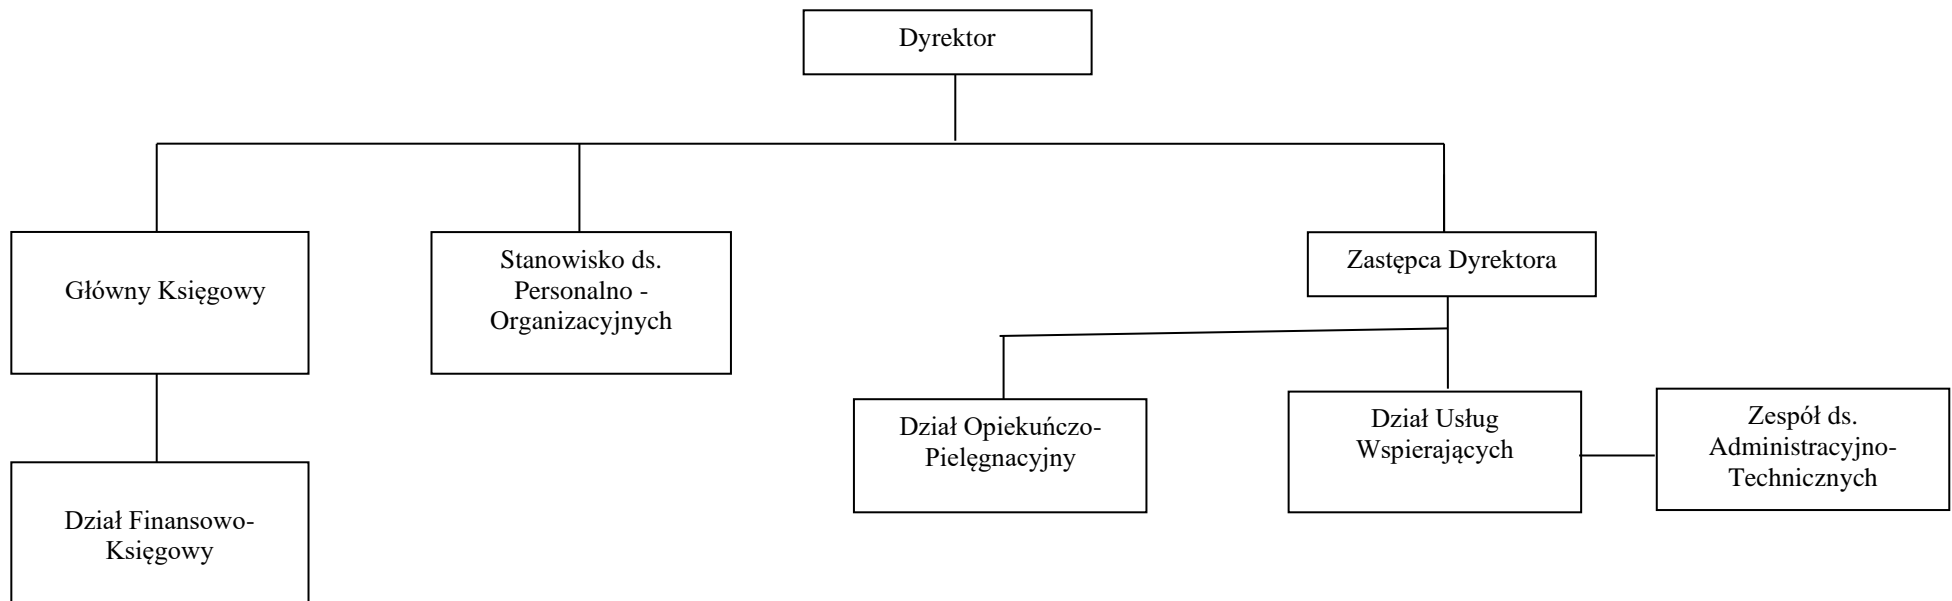 Dyrektor
Główny Księgowy
Stanowisko ds.
Personalno -
Organizacyjnych
Zastępca Dyrektora
Dział Opiekuńczo-
Pielęgnacyjny
Dział Usług
Wspierających
Zespół ds.
Administracyjno-
Technicznych
Dział Finansowo-
Księgowy